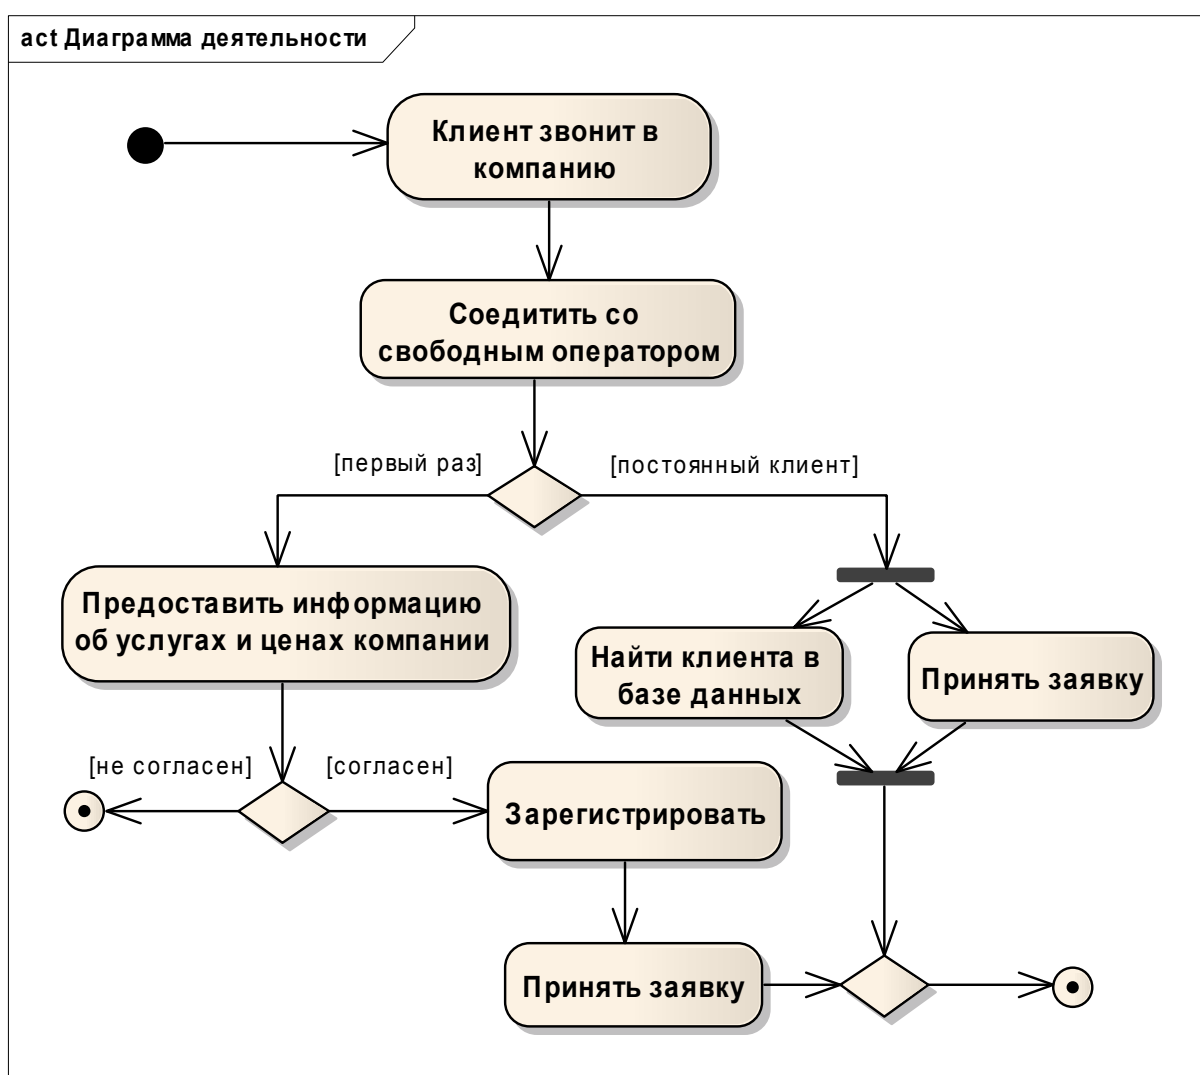 act Диаграмма деятельности
Клиент звонит в
компанию
Соедитить со
свободным оператором
[первый раз]
[постоянный клиент]
Предоставить информацию
об услугах и ценах компании
Найти клиента в
базе данных
Принять заявку
[не согласен]
[согласен]
Зарегистрировать
Принять заявку